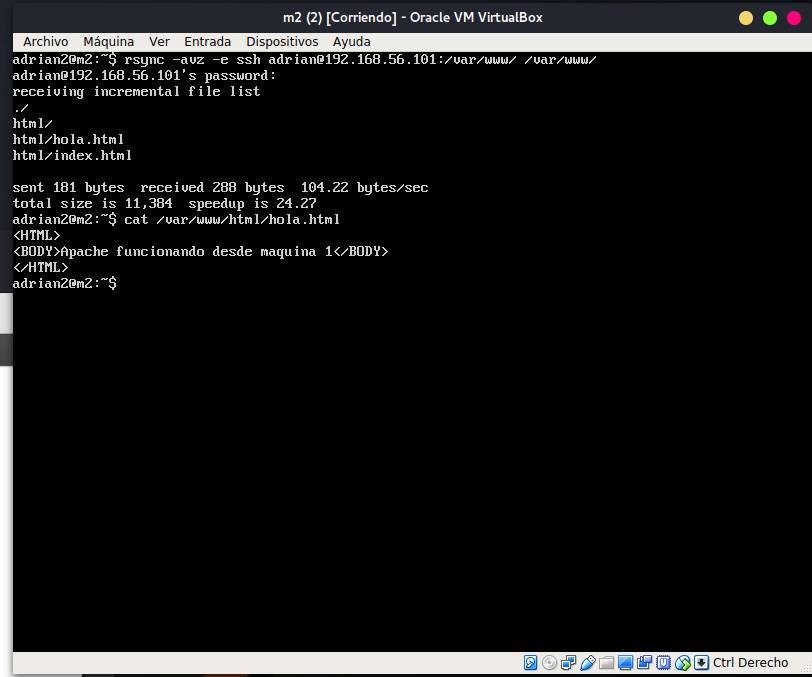 m2 (2) [Corriendo] - Oracle VM VirtualBox
Archivo Máquina Ver Entrada Dispositivos Ayuda
adrian2@m2:~$ rsync -avz -e ssh adrian@192.168.56.101:/var/www/ /var/www/
adrian@192.168.56.101's password:
receiving incremental file list
./
html/
html/hola.html
html/index.html
sent 181 bytes  received 288 bytes  104.22 bytes/sec
total size is 11,384  speedup is 24.27
adrian2@m2:~$ cat /var/www/html/hola.html
<HTML>
<BODY>Apache funcionando desde maquina 1</BODY>
</HTML>
adrian2@m2:~$
Ctrl Derecho